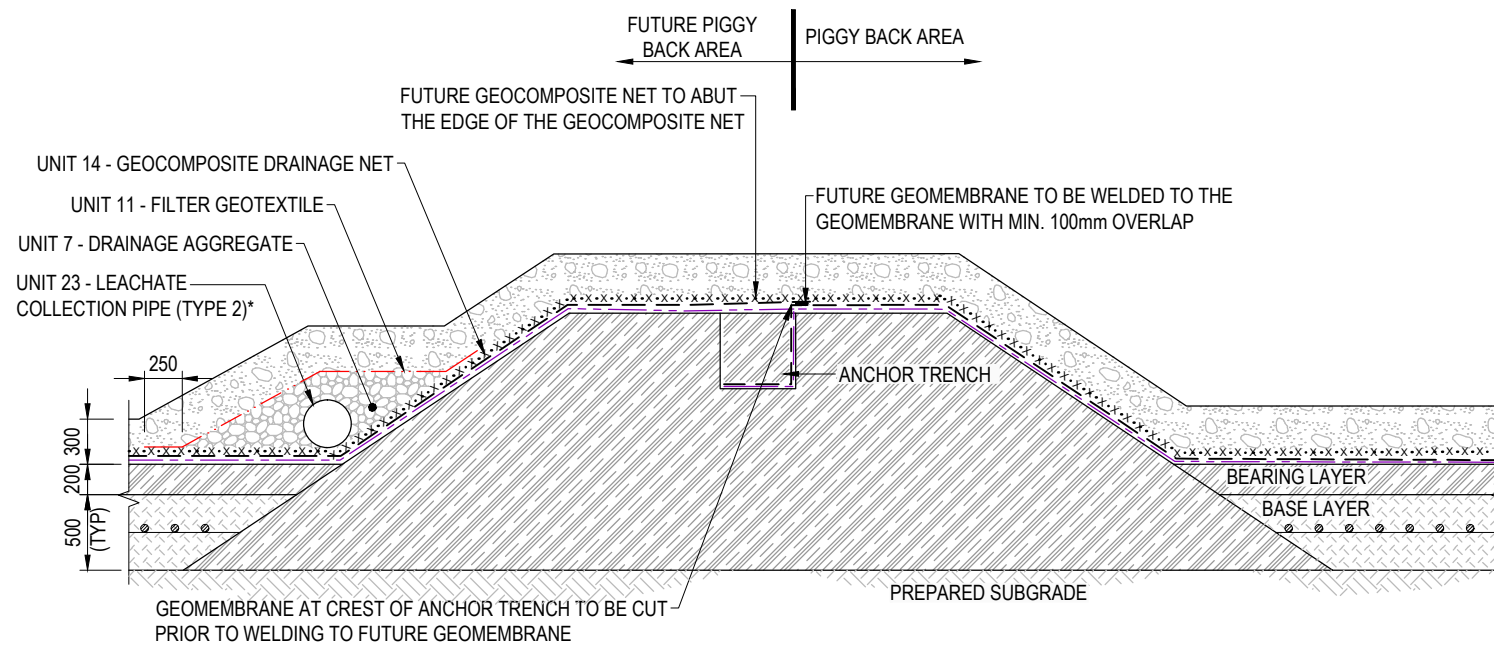 FUTURE PIGGY
BACK AREA
PIGGY BACK AREA
FUTURE GEOCOMPOSITE NET TO ABUT
THE EDGE OF THE GEOCOMPOSITE NET
UNIT 14 - GEOCOMPOSITE DRAINAGE NET
UNIT 11 - FILTER GEOTEXTILE
UNIT 7 - DRAINAGE AGGREGATE
UNIT 23 - LEACHATE
COLLECTION PIPE (TYPE 2)*
FUTURE GEOMEMBRANE TO BE WELDED TO THE
GEOMEMBRANE WITH MIN. 100mm OVERLAP
250
ANCHOR TRENCH
300
200
500
(TYP)
BEARING LAYER
BASE LAYER
PREPARED SUBGRADE
GEOMEMBRANE AT CREST OF ANCHOR TRENCH TO BE CUT
PRIOR TO WELDING TO FUTURE GEOMEMBRANE